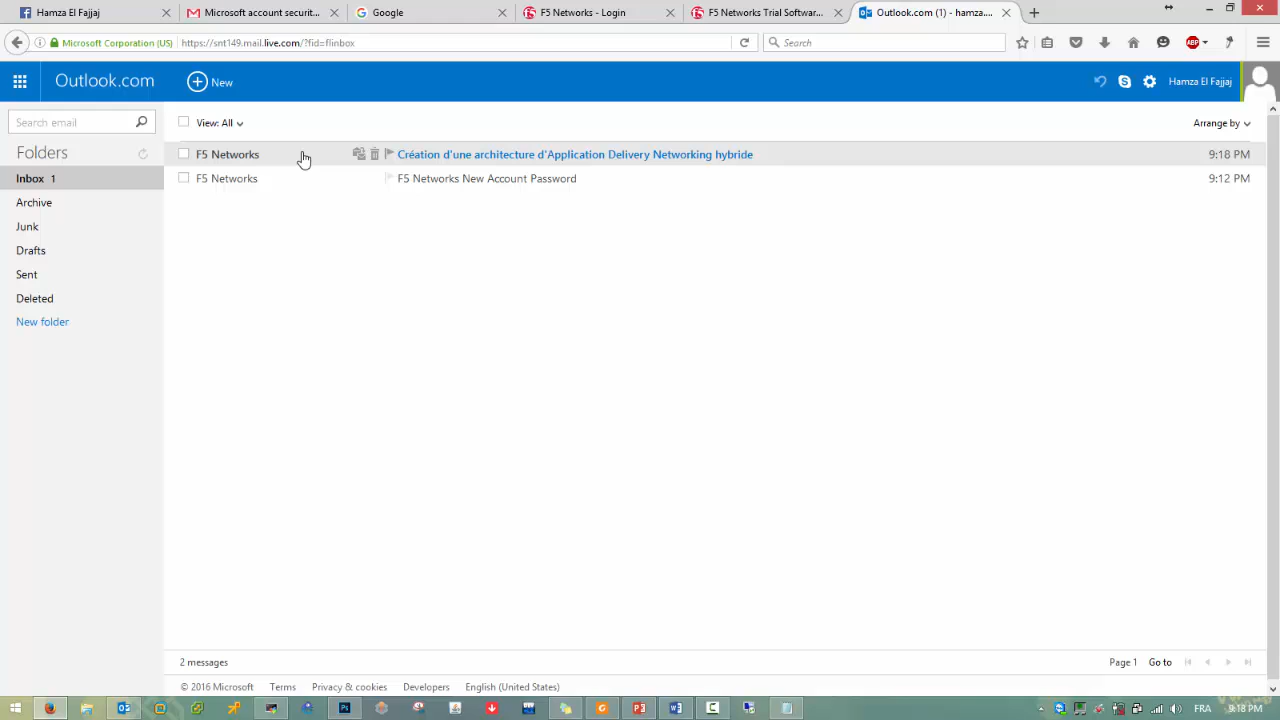 Hamza El Fajjaj
Microsoft account securit...
Google
F5 Networks - Login
F5 Networks Trial Software...
Outlook.com (1) - hamza....
Microsoft Corporation (US)
https://snt149.mail.live.com/?fid=flinbox
Search
ABP
Outlook.com
New
Hamza El Fajjaj
Search email
View: All
Arrange by
Folders
F5 Networks
Création d'une architecture d'Application Delivery Networking hybride
9:18 PM
Inbox 1
F5 Networks
F5 Networks New Account Password
9:12 PM
Archive
Junk
Drafts
Sent
Deleted
New folder
2 messages
Page 1
Go to
© 2016 Microsoft
Terms
Privacy & cookies
Developers
English (United States)
FRA
9:18 PM